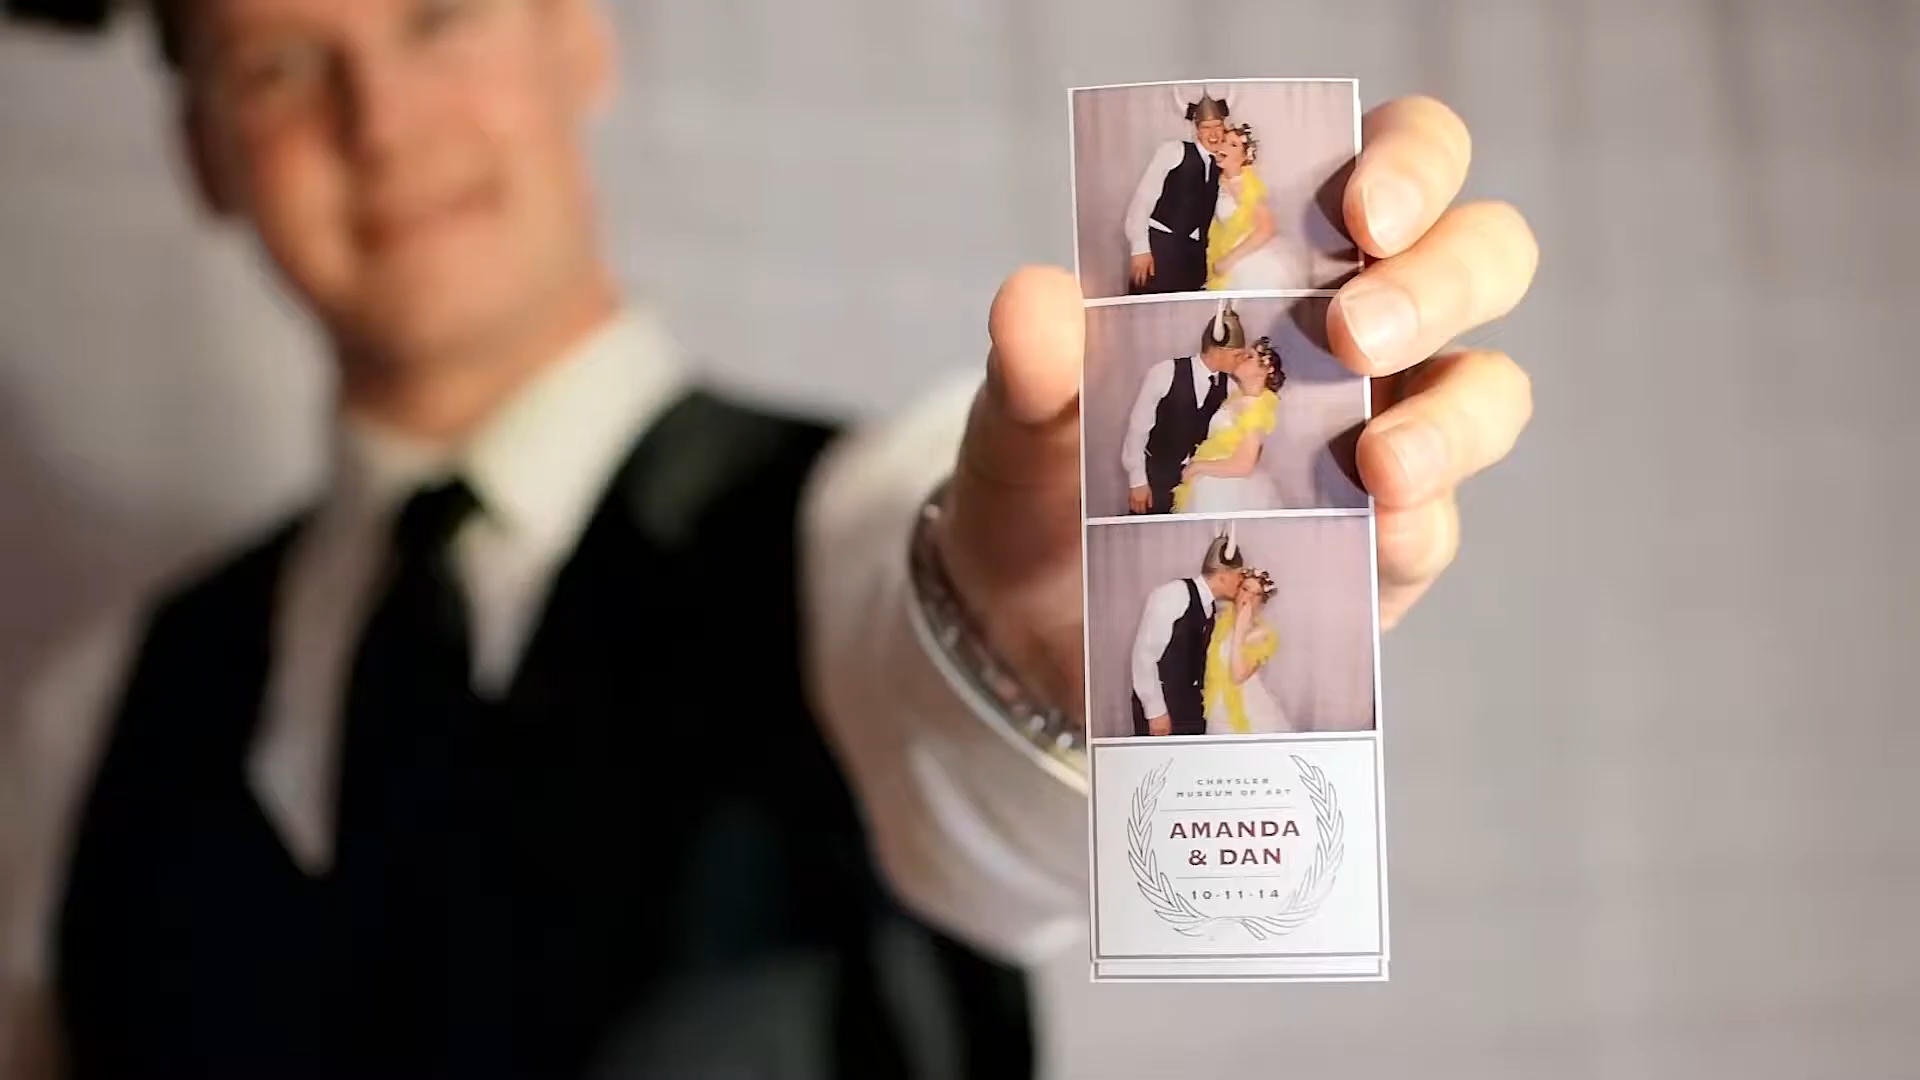 CHRYSLER
MUSEUM OF ART
AMANDA
& DAN
10-11-14